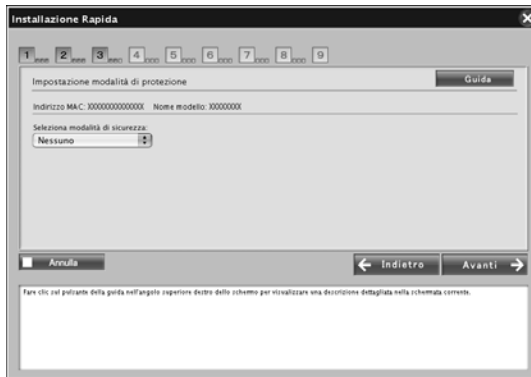 Installazione Rapida
1 2 3 4 5 6 7 8 9
Impostazione modalità di protezione Guida
Indirizzo MAC: XXXXXXXXXXXXXX Nome modello: XXXXXXXX
Seleziona modalità di sicurezza:
Nessuno
Annulla Indietro Avanti
Fare clic sul pulsante della guida nell'angolo superiore destro dello schermo per visualizzare una descrizione dettagliata nella schermata corrente.